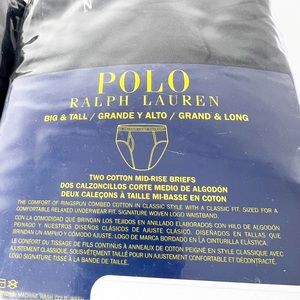 POLO
RALPH LAUREN
BIG & TALL / GRANDE Y ALTO / GRAND & LONG
TWO COTTON MID-RISE BRIEFS
DOS CALZONCILLOS CORTE MEDIO DE ALGODÓN
DEUX CALEÇONS À TAILLE MI-BASSE EN COTON
THE COMFORT OF RINGSPUN COMBED COTTON IN CLASSIC STYLE WITH A CLASSIC FIT. SIZED FOR A
COMFORTABLE RELAXED UNDERWEAR FIT. SIGNATURE WOVEN LOGO WAISTBAND.
CON LA COMODIDAD QUE BRINDAN LOS TEJIDOS EN ANILLADO ELABORADOS CON HILO DE ALGODÓN
PEINADO Y NUESTROS DISEÑOS CLÁSICOS DE AJUSTE CLÁSICO. DISEÑADOS EN TALLAS QUE
BRINDAN UN AMPLIO Y CÓMODO AJUSTE. LOGO DE MARCA BORDADO EN LA CINTURILLA ELÁSTICA.
LE CONFORT DU TISSAGE DE FILS CONTINUS À ANNEAUX DE COTON PEIGNÉ EN STYLE CLASSIQUE AVEC
AJUSTEMENT CLASSIQUE. SOUS-VÊTEMENT TAILLÉ POUR UN AJUSTEMENT CONFORTABLE ET DÉCONTRACTÉ.
LOGO SIGNATURE TISSÉ À LA BANDE DE TAILLE.
MACHINE WASH